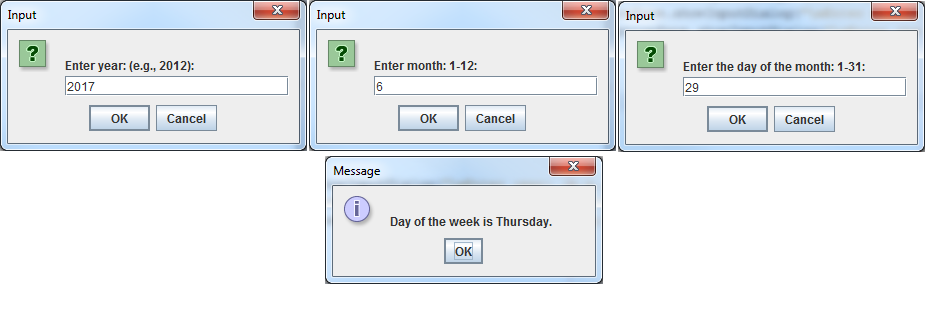 Input
Enter year: (e.g., 2012):
2017
OK Cancel
Input
Enter month: 1-12:
6
OK Cancel
Input
Enter the day of the month: 1-31:
29
OK Cancel
Message
Day of the week is Thursday.
OK